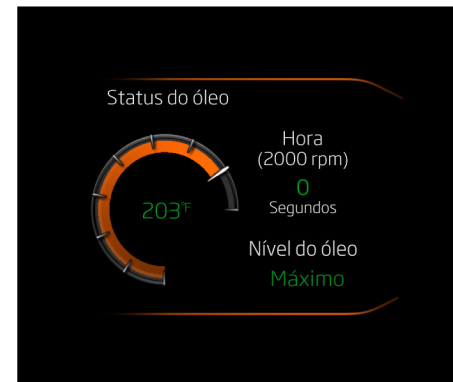 Status do óleo
Hora
(2000 rpm)
0
Segundos
203°F
Nível do óleo
Máximo